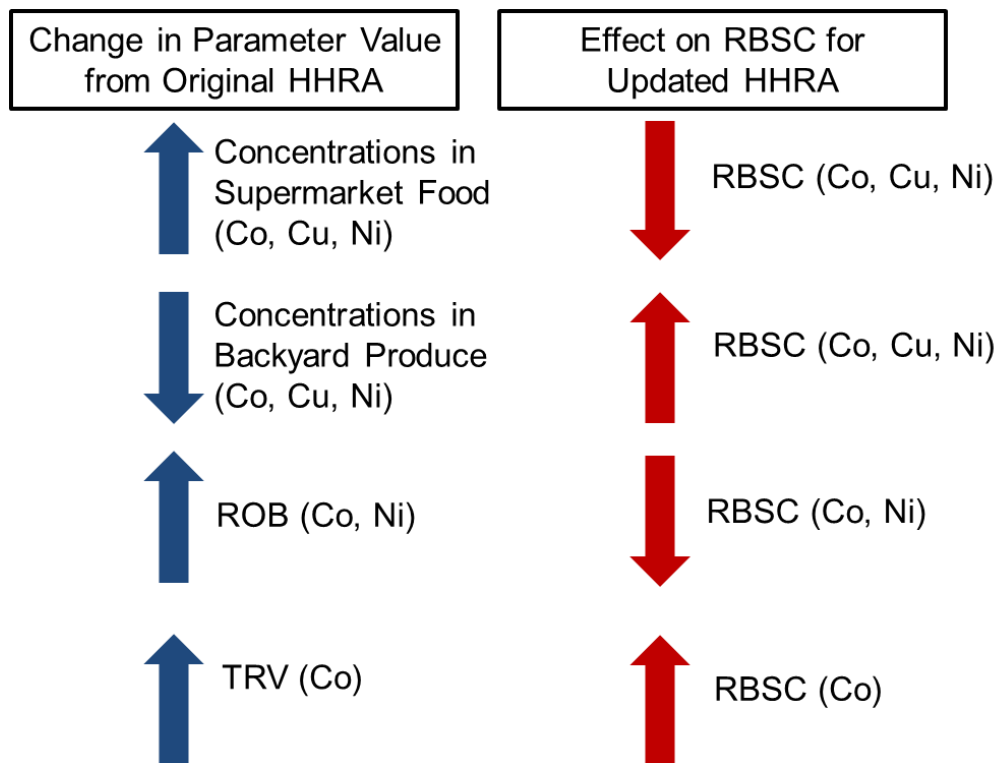 Change in Parameter Value
from Original HHRA
Effect on RBSC for
Updated HHRA
Concentrations in
Supermarket Food
(Co, Cu, Ni)
RBSC (Co, Cu, Ni)
Concentrations in
Backyard Produce
(Co, Cu, Ni)
RBSC (Co, Cu, Ni)
ROB (Co, Ni)
RBSC (Co, Ni)
TRV (Co)
RBSC (Co)